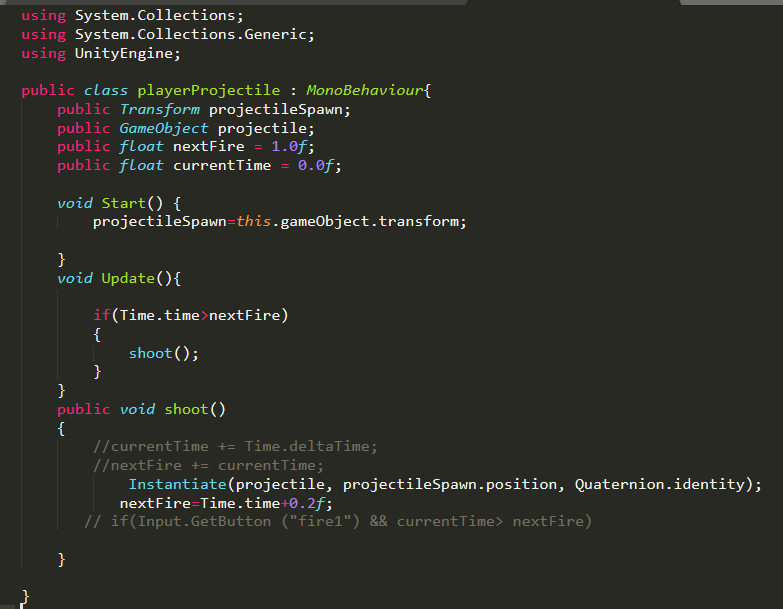 using System.Collections;
using System.Collections.Generic;
using UnityEngine;
public class playerProjectile : MonoBehaviour{
public Transform projectileSpawn;
public GameObject projectile;
public float nextFire = 1.0f;
public float currentTime = 0.0f;
void Start() {
projectileSpawn=this.gameObject.transform;
}
void Update(){
if(Time.time>nextFire)
{
shoot();
}
}
public void shoot()
{
//currentTime += Time.deltaTime;
//nextFire += currentTime;
Instantiate(projectile, projectileSpawn.position, Quaternion.identity);
nextFire=Time.time+0.2f;
// if(Input.GetButton ("fire1") && currentTime> nextFire)
}
}